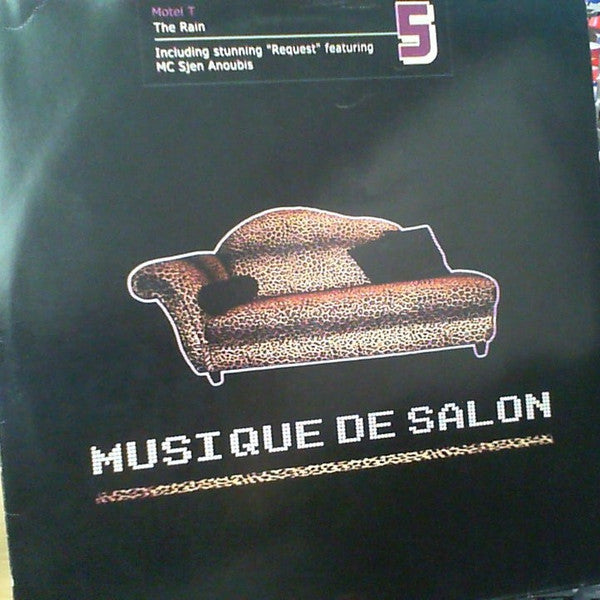 Motel T
The Rain
5
Including stunning "Request" featuring
MC Sjen Anoubis
MUSIQUE DE SALON